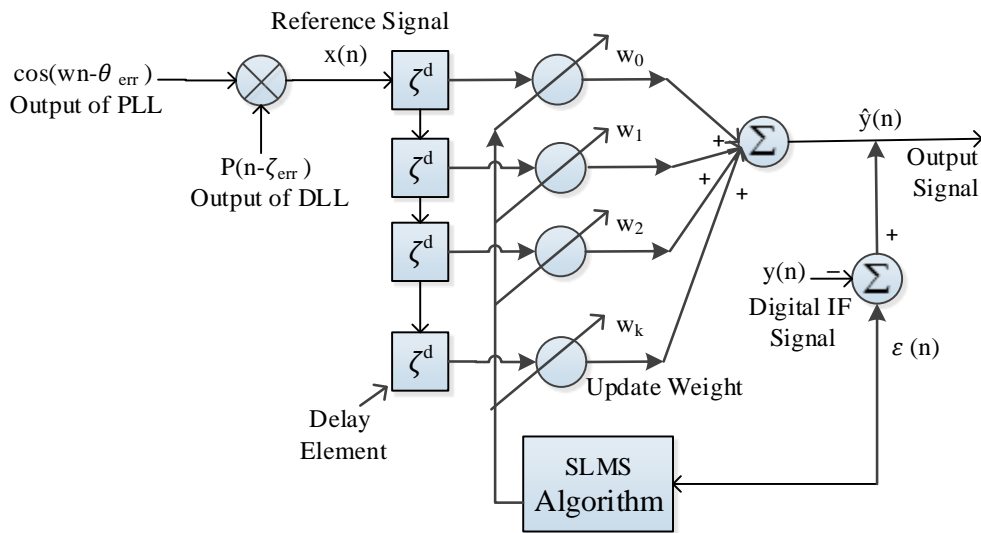 Reference Signal
x(n)
cos(wn-θ err)
Output of PLL
P(n-ζerr)
Output of DLL
ζd
ζd
ζd
ζd
w0
w1
w2
wk
+
+
+
Σ
ŷ(n)
Output
Signal
+
y(n)
−
Σ
Digital IF
Signal
ε (n)
Update Weight
Delay
Element
SLMS
Algorithm